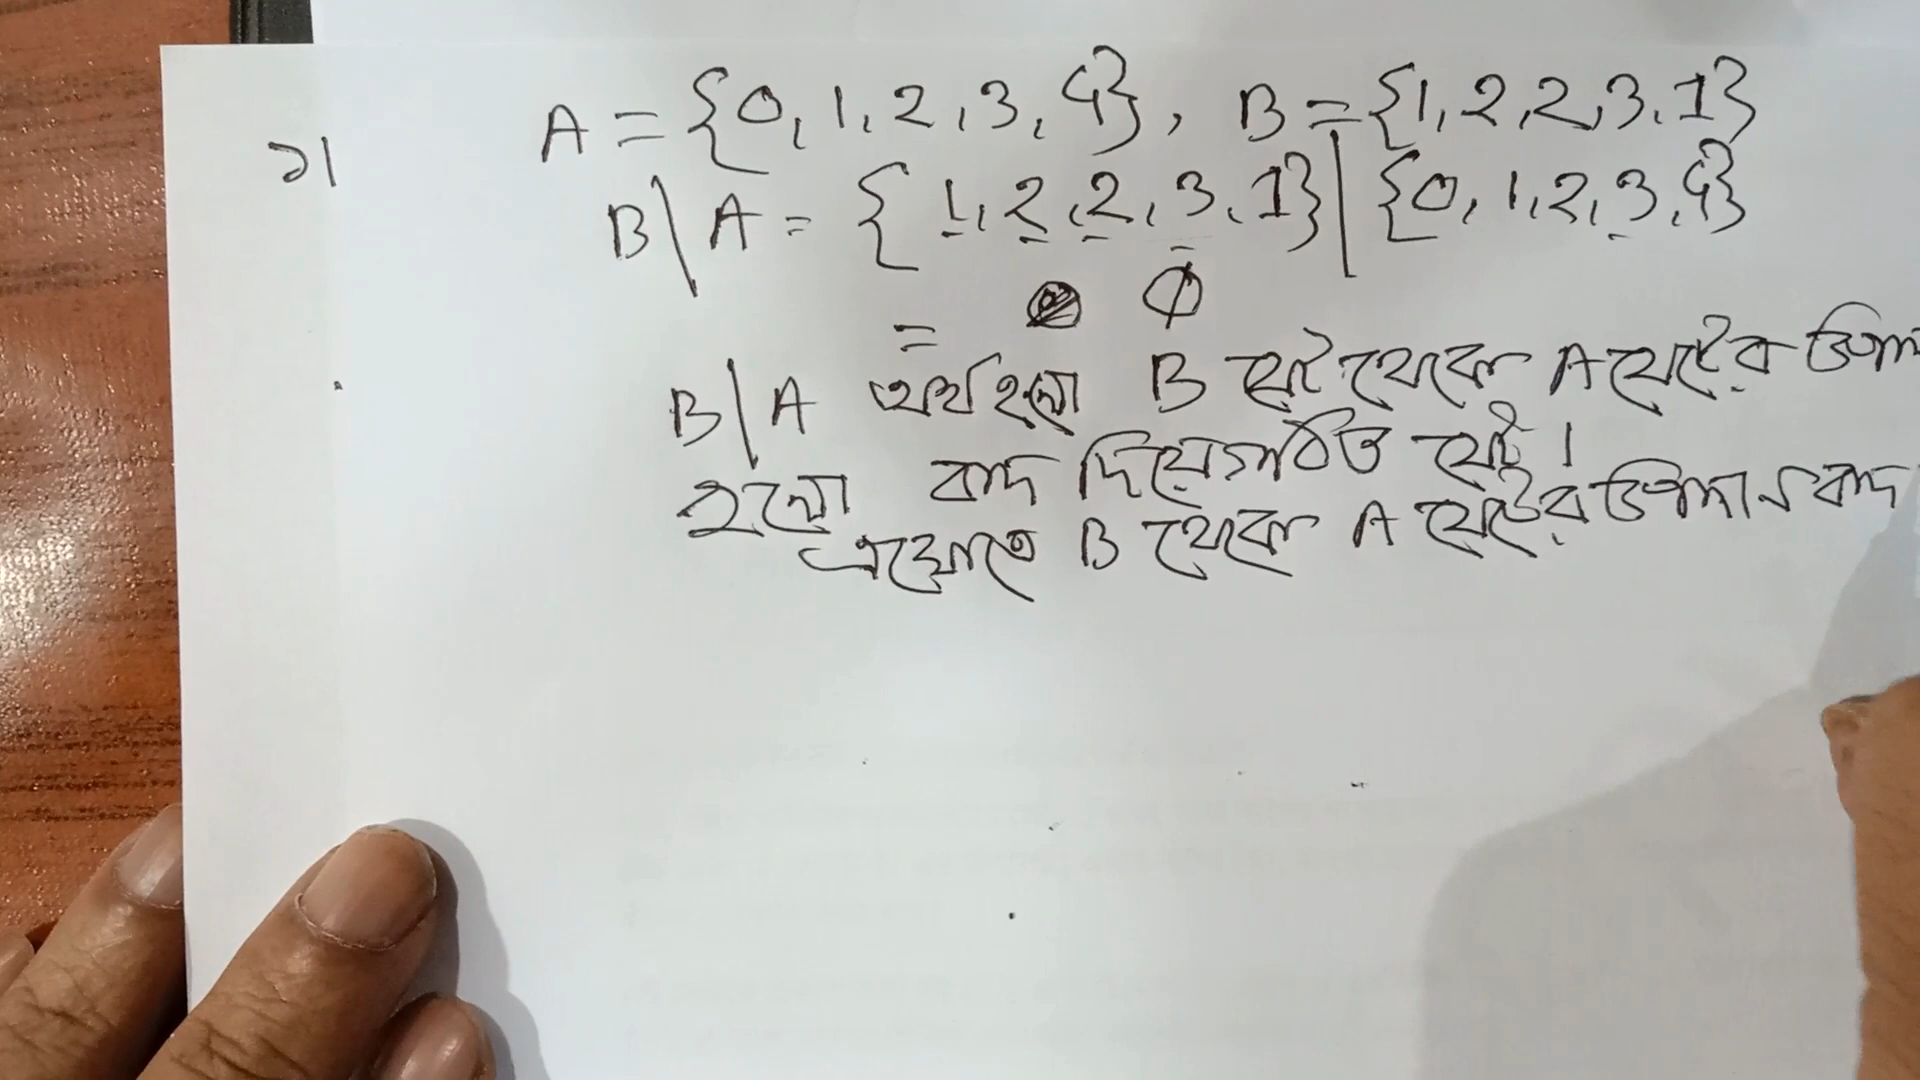 ১। A = {0, 1, 2, 3, 4}, B = {1, 2, 2, 3, 1}
B \ A = { 1, 2, 2, 3, 1} | {0, 1, 2, 3, 4}
= ϕ
B \ A অর্থ হলো B সেট থেকে A সেটের
হলো বাদ দিয়ে গঠিত সেট।
এখানে B থেকে A সেটের উপাদান বাদ